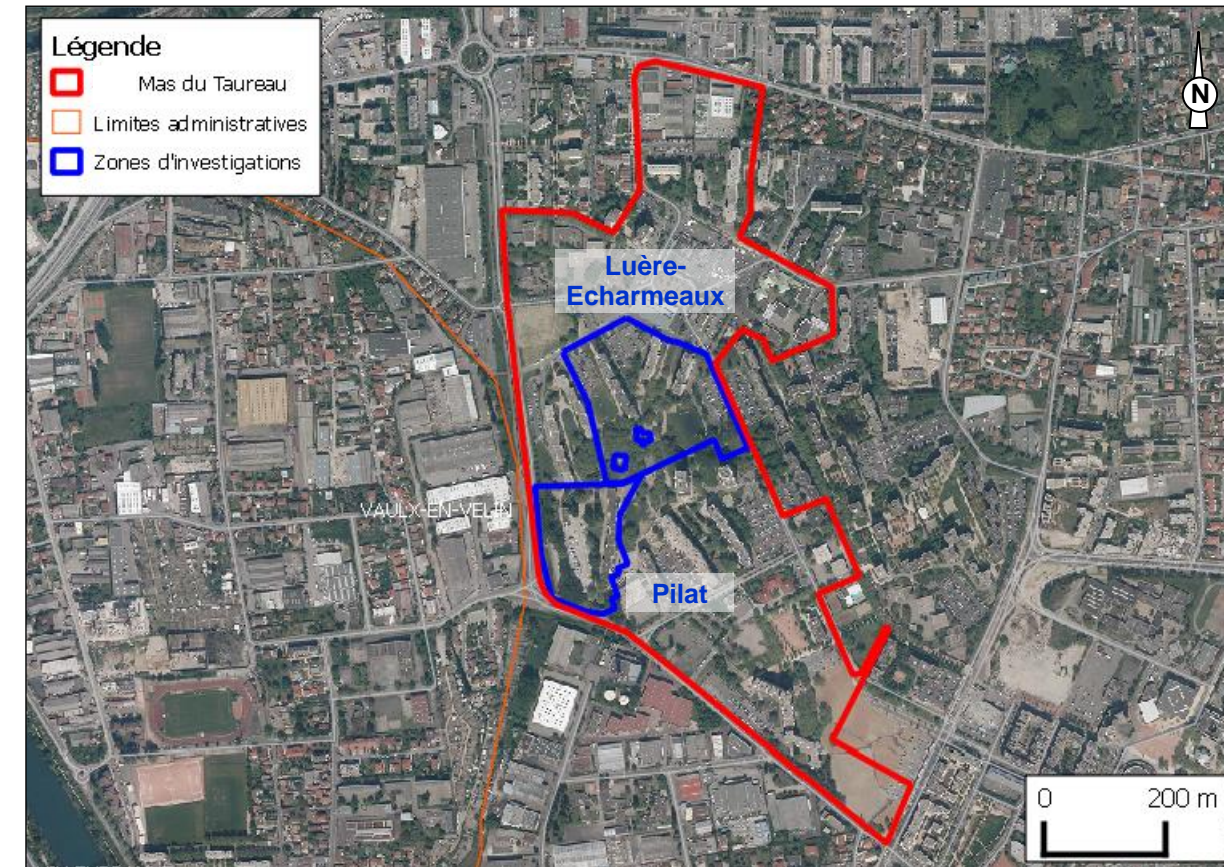 Légende
Mas du Taureau
Limites administratives
Zones d'investigations
N
Luère-
Echarmeaux
VAULX-EN-VELIN
Pilat
0 200 m